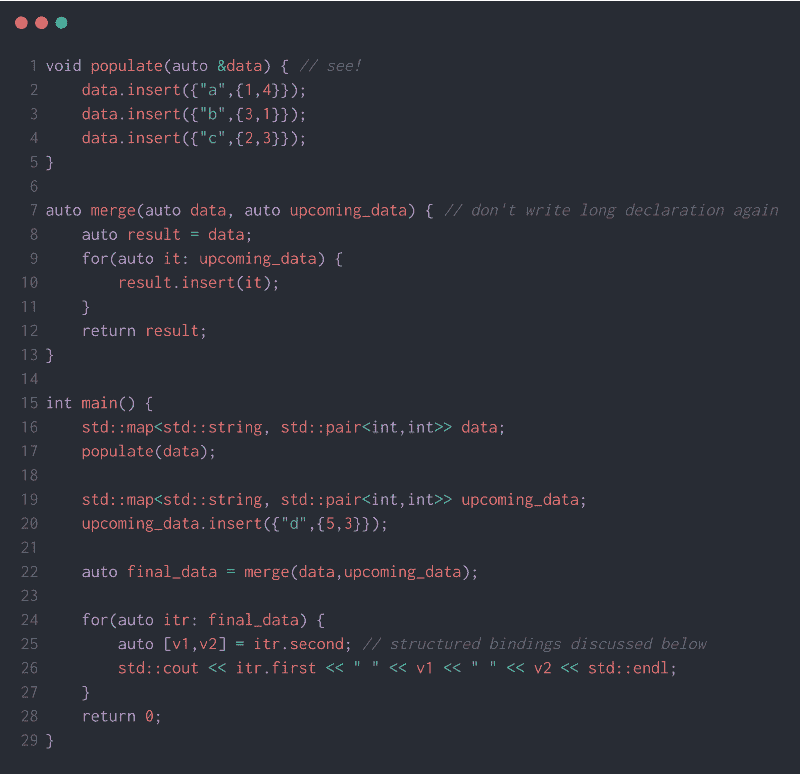 1 void populate(auto &data) { // see!
2     data.insert({"a",{1,4}});
3     data.insert({"b",{3,1}});
4     data.insert({"c",{2,3}});
5 }
6
7 auto merge(auto data, auto upcoming_data) { // don't write long declaration again
8     auto result = data;
9     for(auto it: upcoming_data) {
10         result.insert(it);
11     }
12     return result;
13 }
14
15 int main() {
16     std::map<std::string, std::pair<int,int>> data;
17     populate(data);
18
19     std::map<std::string, std::pair<int,int>> upcoming_data;
20     upcoming_data.insert({"d",{5,3}});
21
22     auto final_data = merge(data,upcoming_data);
23
24     for(auto itr: final_data) {
25         auto [v1,v2] = itr.second; // structured bindings discussed below
26         std::cout << itr.first << " " << v1 << " " << v2 << std::endl;
27     }
28     return 0;
29 }